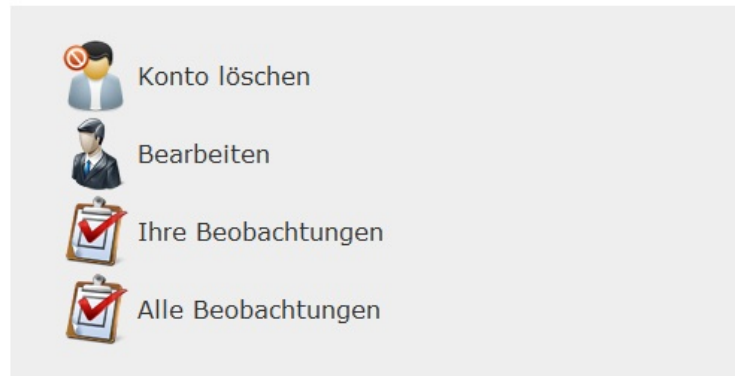 Konto löschen
Bearbeiten
Ihre Beobachtungen
Alle Beobachtungen